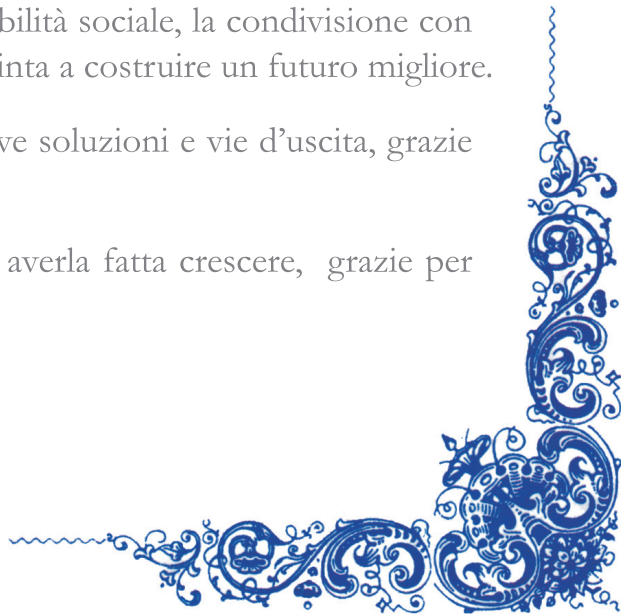 bilità sociale, la condivisione con
inta a costruire un futuro migliore.
ve soluzioni e vie d’uscita, grazie
averla fatta crescere, grazie per